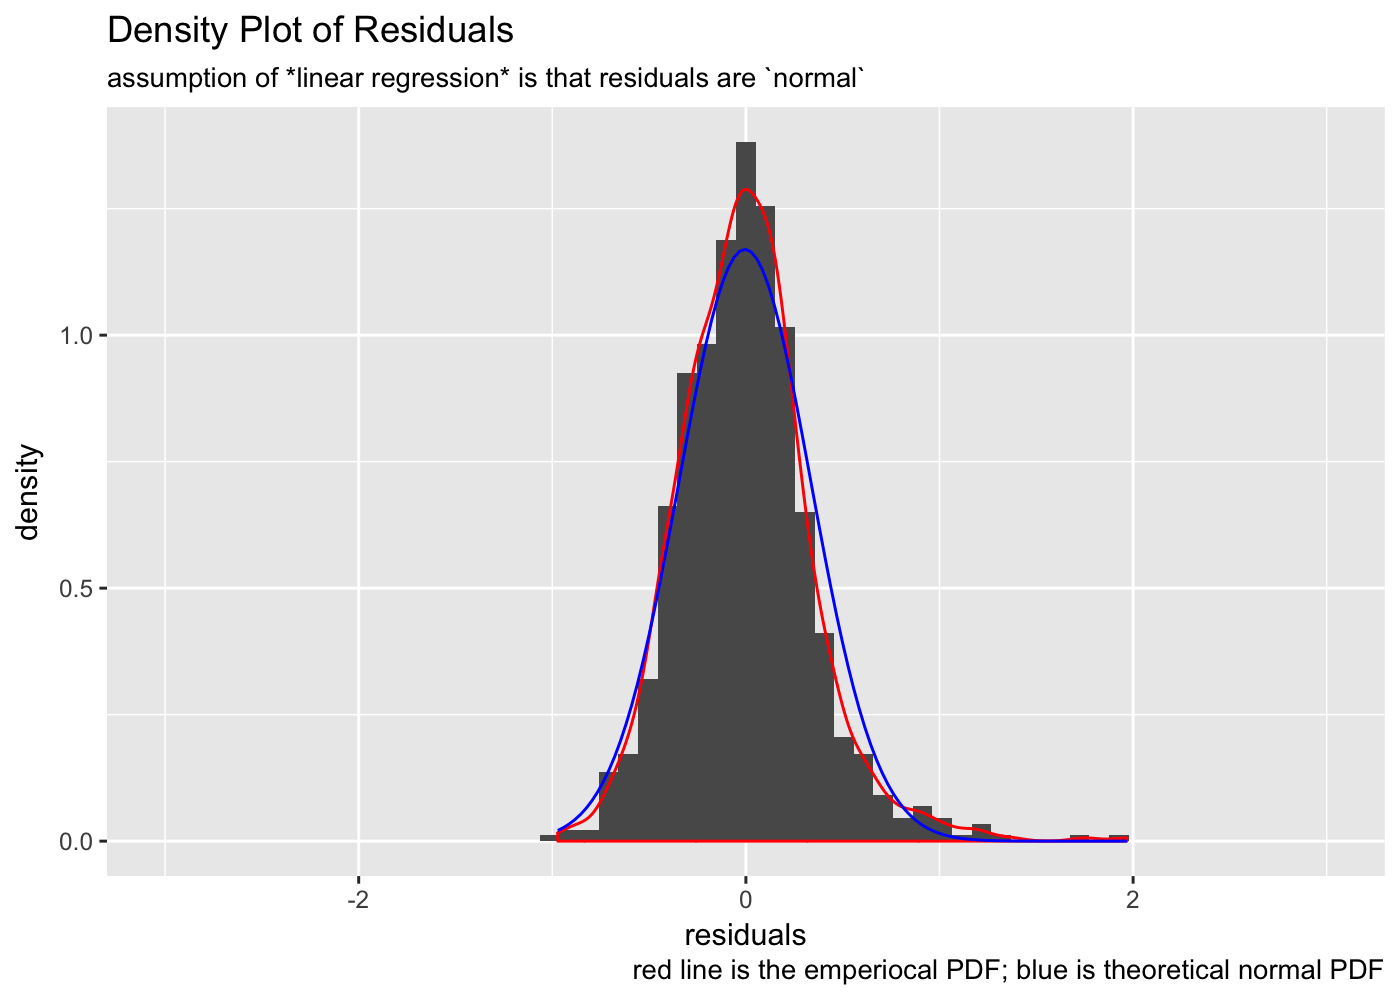 Density Plot of Residuals
assumption of *linear regression* is that residuals are `normal`
density
1.0
0.5
0.0
-2
0
2
residuals
red line is the emperiocal PDF; blue is theoretical normal PDF